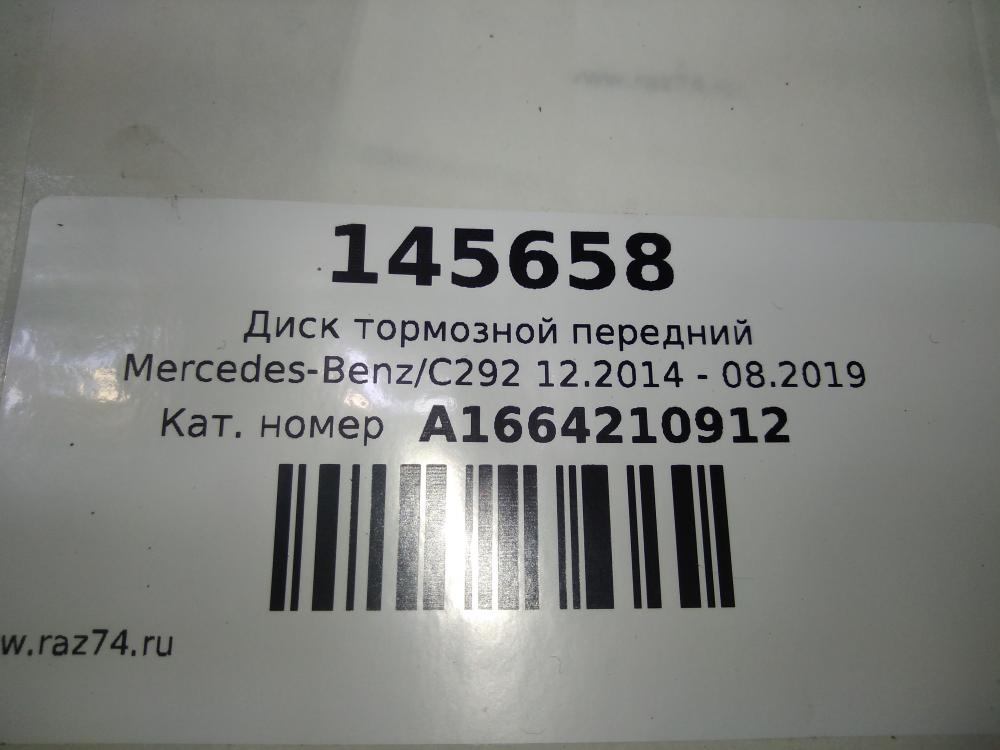 145658
Диск тормозной передний
Mercedes-Benz/C292 12.2014 - 08.2019
Кат. номер A1664210912
w.raz74.ru